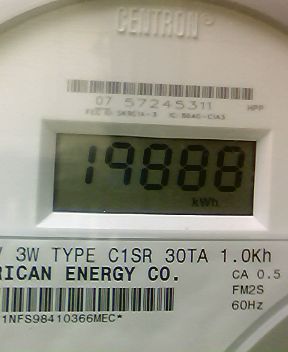 CENTRON
07 57245311 HPP
19888
kWh
3W TYPE C1SR 30TA 1.0Kh
RICAN ENERGY CO. CA 0.5
FM2S
1NFS98410366MEC* 60Hz